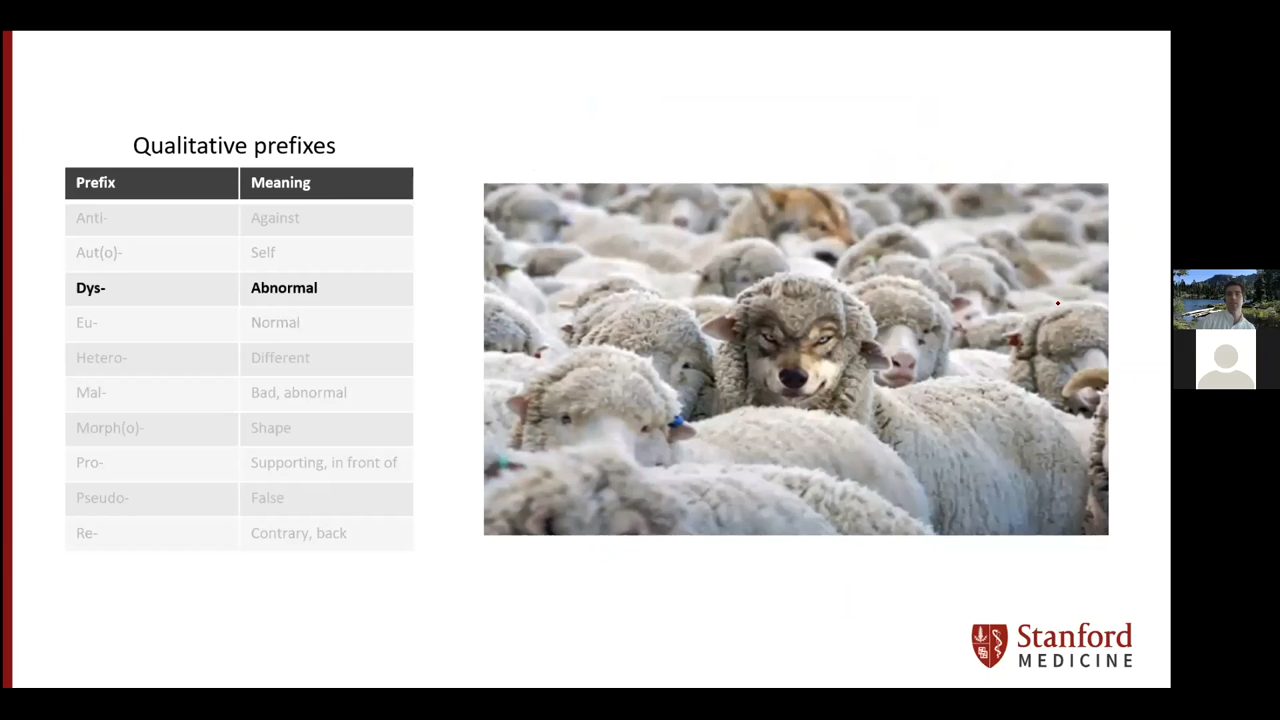 Qualitative prefixes
Prefix Meaning
Anti- Against
Aut(o)- Self
Dys- Abnormal
Eu- Normal
Hetero- Different
Mal- Bad, abnormal
Morph(o)- Shape
Pro- Supporting, in front of
Pseudo- False
Re- Contrary, back
Stanford
MEDICINE